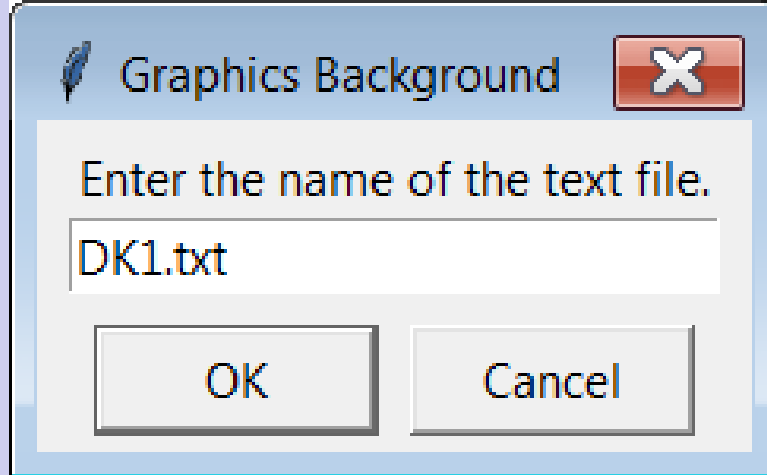 Graphics Background
Enter the name of the text file.
DK1.txt
OK
Cancel